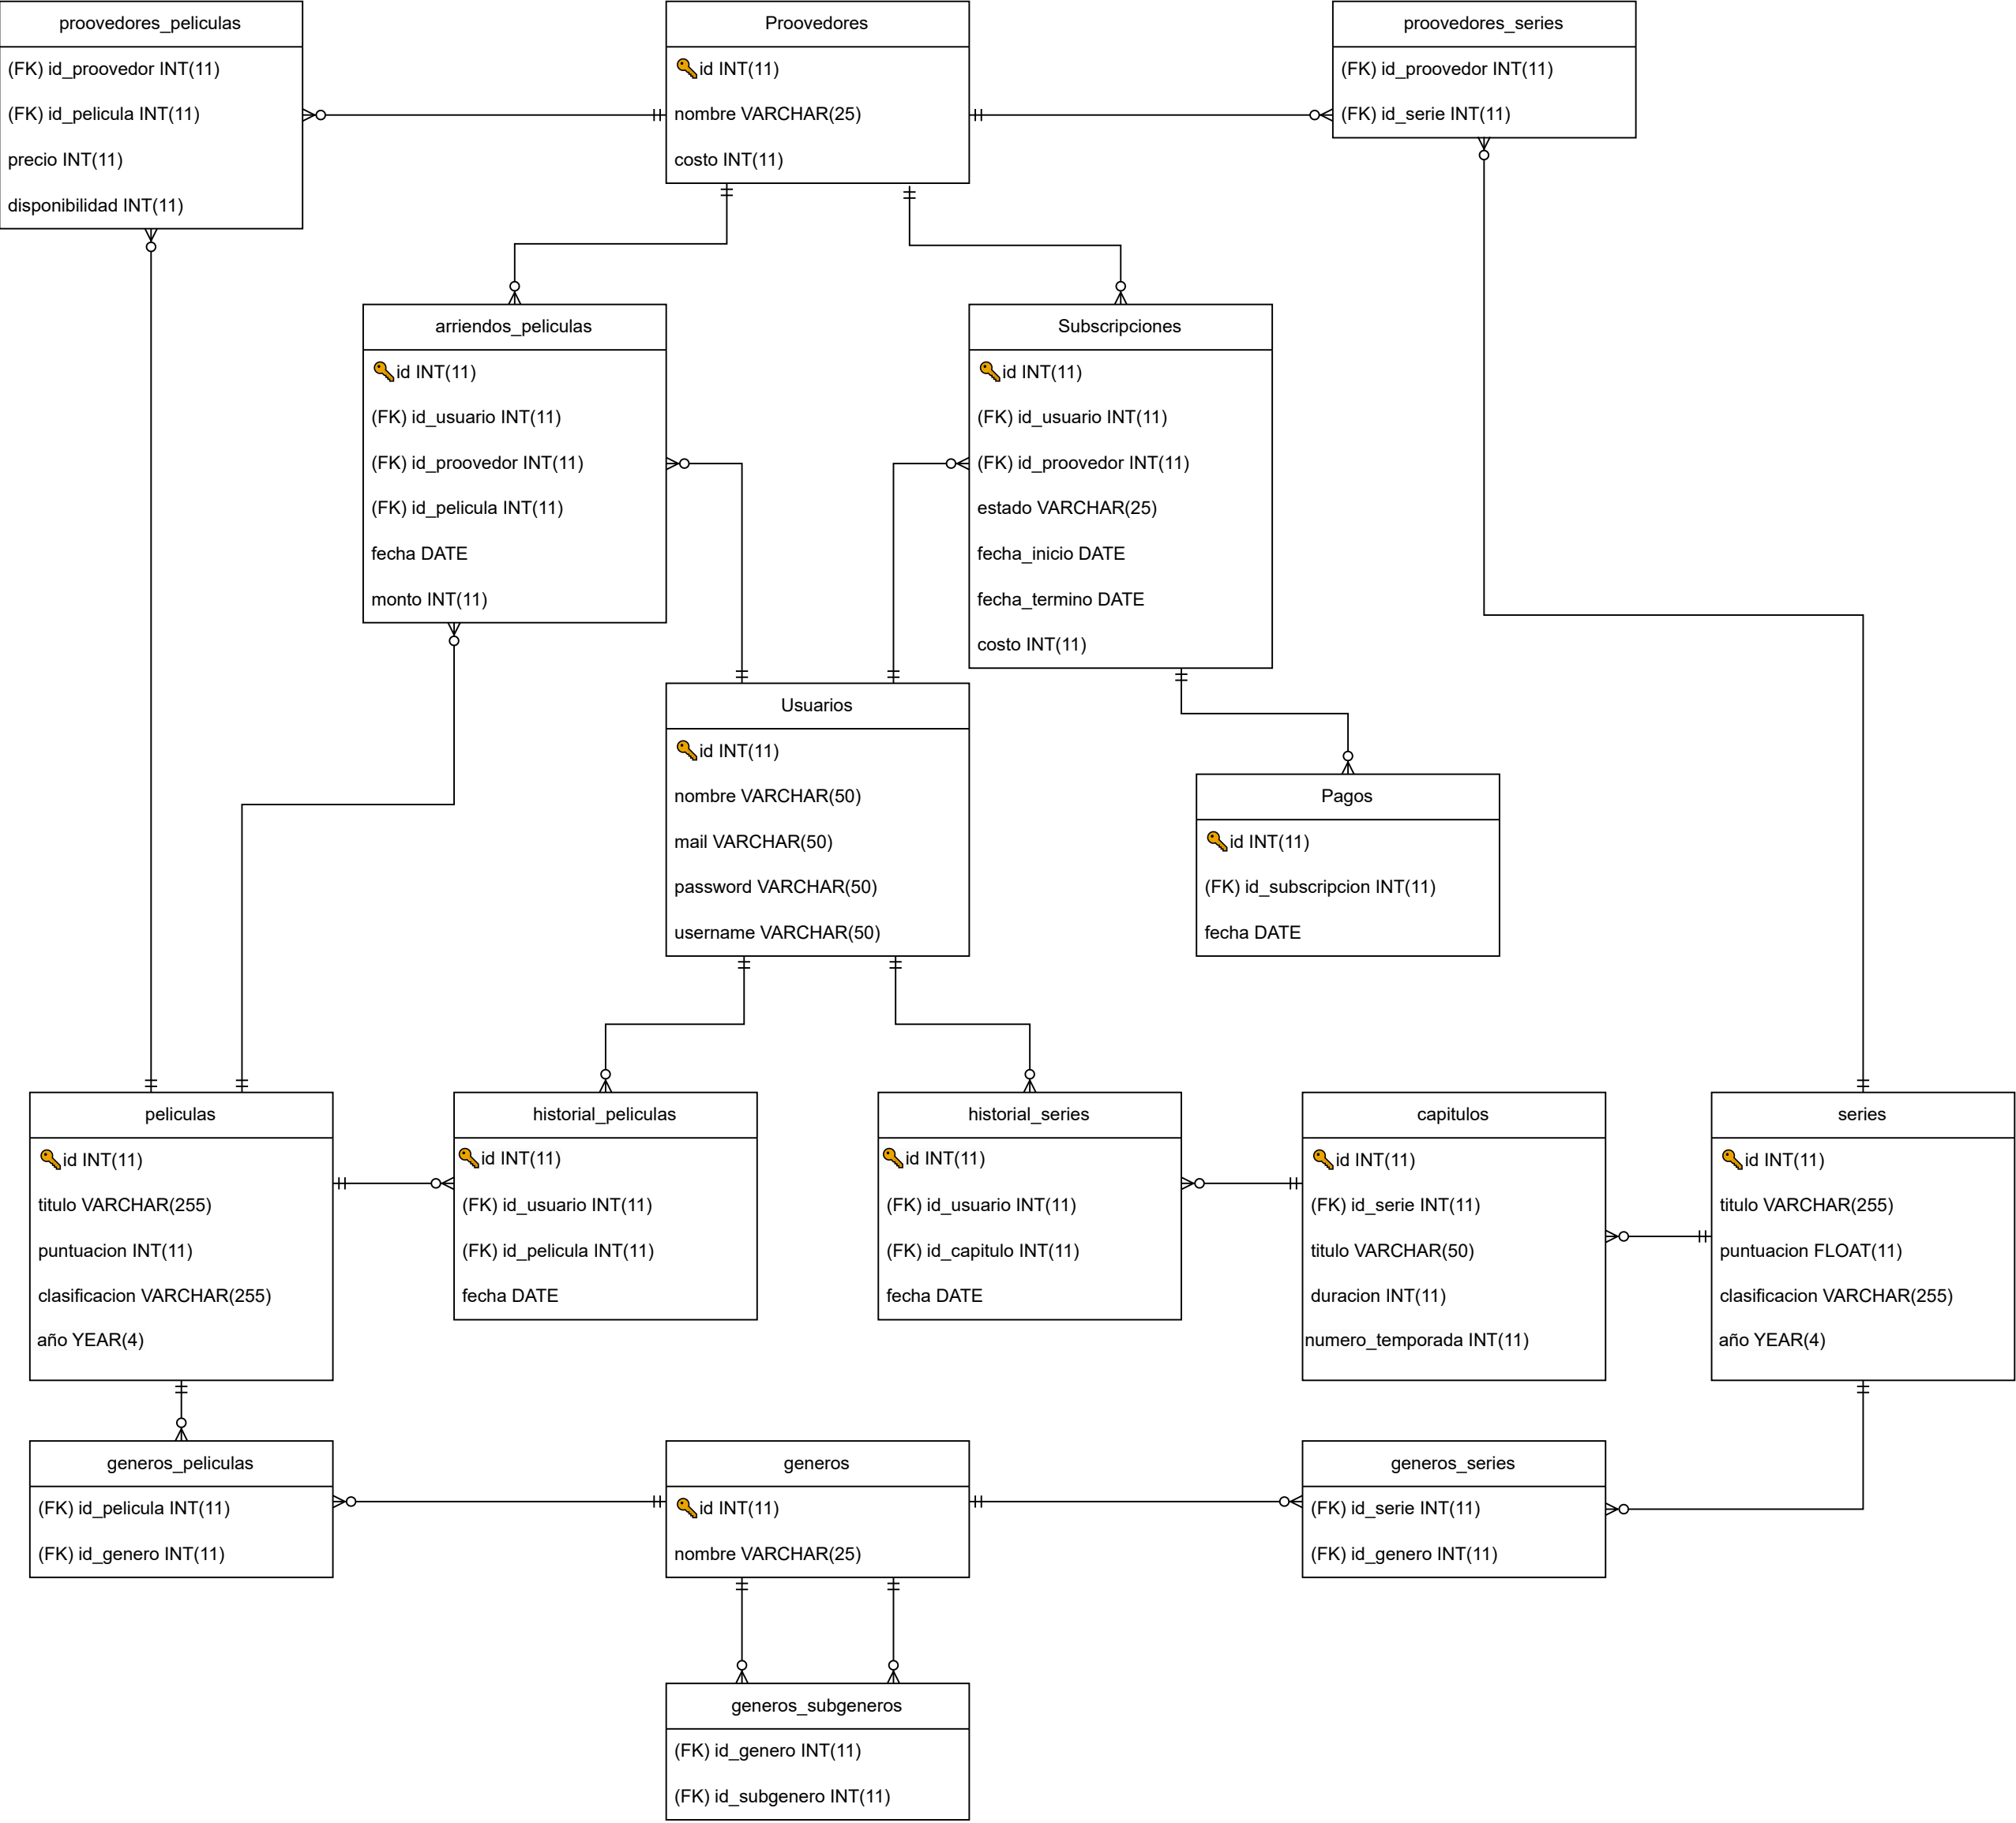 proovedores_peliculas
(FK) id_proovedor INT(11)
(FK) id_pelicula INT(11)
precio INT(11)
disponibilidad INT(11)
Proovedores
id INT(11)
nombre VARCHAR(25)
costo INT(11)
proovedores_series
(FK) id_proovedor INT(11)
(FK) id_serie INT(11)
arriendos_peliculas
id INT(11)
(FK) id_usuario INT(11)
(FK) id_proovedor INT(11)
(FK) id_pelicula INT(11)
fecha DATE
monto INT(11)
Subscripciones
id INT(11)
(FK) id_usuario INT(11)
(FK) id_proovedor INT(11)
estado VARCHAR(25)
fecha_inicio DATE
fecha_termino DATE
costo INT(11)
Usuarios
id INT(11)
nombre VARCHAR(50)
mail VARCHAR(50)
password VARCHAR(50)
username VARCHAR(50)
Pagos
id INT(11)
(FK) id_subscripcion INT(11)
fecha DATE
peliculas
id INT(11)
titulo VARCHAR(255)
puntuacion INT(11)
clasificacion VARCHAR(255)
año YEAR(4)
historial_peliculas
id INT(11)
(FK) id_usuario INT(11)
(FK) id_pelicula INT(11)
fecha DATE
historial_series
id INT(11)
(FK) id_usuario INT(11)
(FK) id_capitulo INT(11)
fecha DATE
capitulos
id INT(11)
(FK) id_serie INT(11)
titulo VARCHAR(50)
duracion INT(11)
numero_temporada INT(11)
series
id INT(11)
titulo VARCHAR(255)
puntuacion FLOAT(11)
clasificacion VARCHAR(255)
año YEAR(4)
generos_peliculas
(FK) id_pelicula INT(11)
(FK) id_genero INT(11)
generos
id INT(11)
nombre VARCHAR(25)
generos_series
(FK) id_serie INT(11)
(FK) id_genero INT(11)
generos_subgeneros
(FK) id_genero INT(11)
(FK) id_subgenero INT(11)